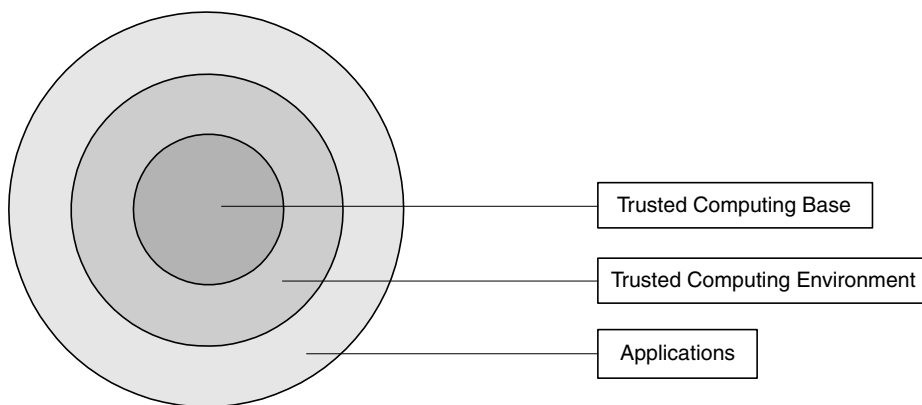 Trusted Computing Base
Trusted Computing Environment
Applications